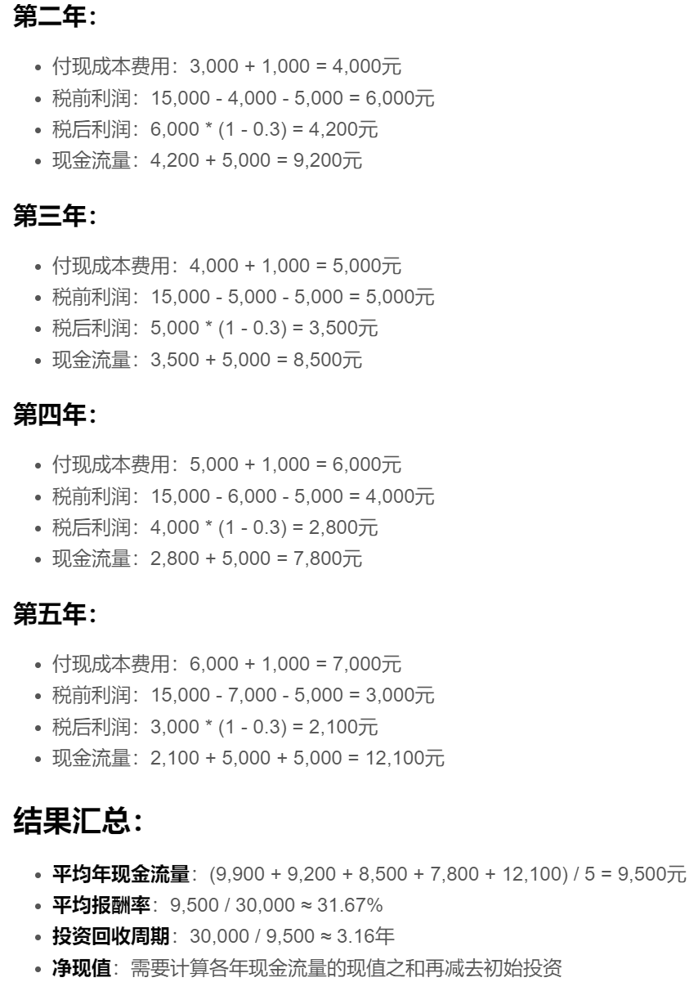 第二年：
付现成本费用：3,000 + 1,000 = 4,000元
税前利润：15,000 - 4,000 - 5,000 = 6,000元
税后利润：6,000 * (1 - 0.3) = 4,200元
现金流量：4,200 + 5,000 = 9,200元
第三年：
付现成本费用：4,000 + 1,000 = 5,000元
税前利润：15,000 - 5,000 - 5,000 = 5,000元
税后利润：5,000 * (1 - 0.3) = 3,500元
现金流量：3,500 + 5,000 = 8,500元
第四年：
付现成本费用：5,000 + 1,000 = 6,000元
税前利润：15,000 - 6,000 - 5,000 = 4,000元
税后利润：4,000 * (1 - 0.3) = 2,800元
现金流量：2,800 + 5,000 = 7,800元
第五年：
付现成本费用：6,000 + 1,000 = 7,000元
税前利润：15,000 - 7,000 - 5,000 = 3,000元
税后利润：3,000 * (1 - 0.3) = 2,100元
现金流量：2,100 + 5,000 + 5,000 = 12,100元
结果汇总：
平均年现金流量：(9,900 + 9,200 + 8,500 + 7,800 + 12,100) / 5 = 9,500元
平均报酬率：9,500 / 30,000 ≈ 31.67%
投资回收周期：30,000 / 9,500 ≈ 3.16年
净现值：需要计算各年现金流量的现值之和再减去初始投资